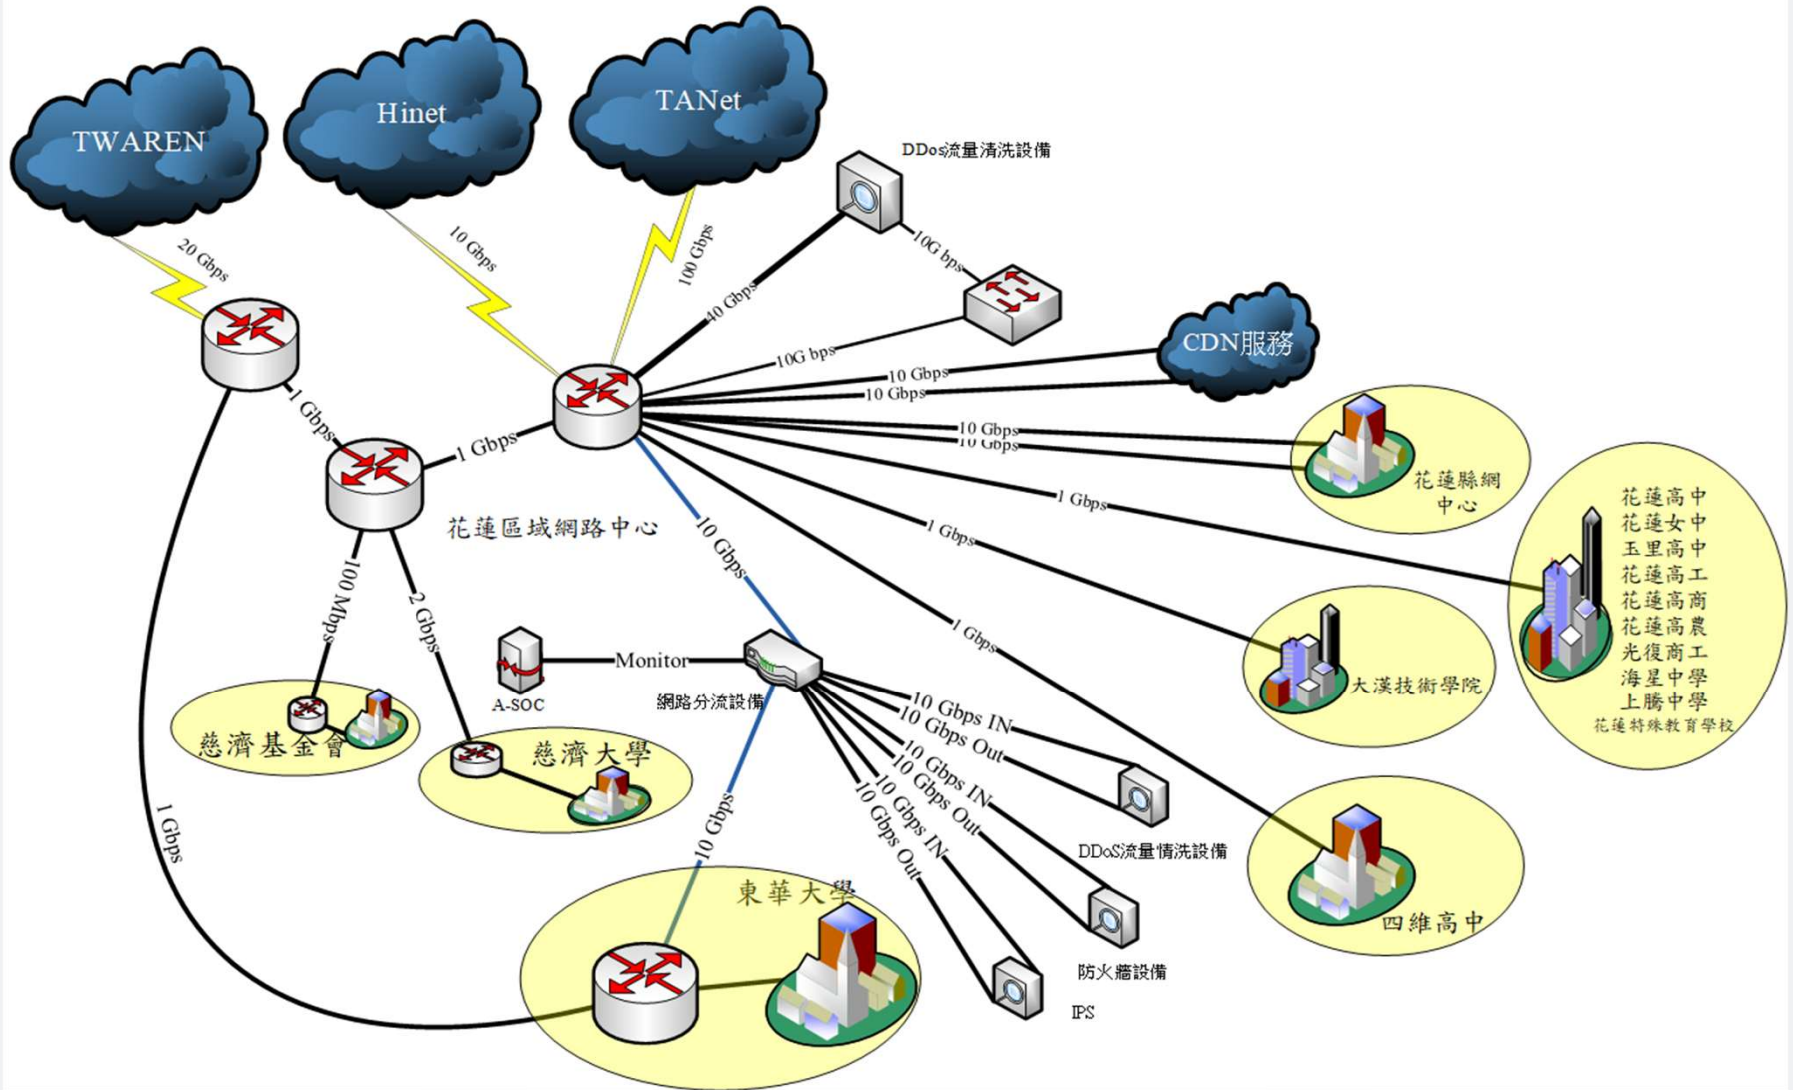 TWAREN
Hinet
TANet
DDos流量清洗設備
20 Gbps
10 Gbps
100 Gbps
40 Gbps
10G bps
10G bps
CDN服務
10 Gbps
10 Gbps
1 Gbps
1 Gbps
10 Gbps
10 Gbps
花蓮縣網
中心
1 Gbps
1 Gbps
花蓮高中
花蓮女中
玉里高中
花蓮高工
花蓮高商
花蓮高農
光復商工
海星中學
上騰中學
花蓮特殊教育學校
花蓮區域網路中心
10 Gbps
100 Mbps
2 Gbps
1 Gbps
Monitor
A-SOC
網路分流設備
大漢技術學院
慈濟基金會
慈濟大學
10 Gbps IN
10 Gbps Out
10 Gbps IN
10 Gbps Out
10 Gbps IN
10 Gbps Out
1 Gbps
10 Gbps
DDoS流量情洗設備
東華大學
四維高中
防火牆設備
IPS